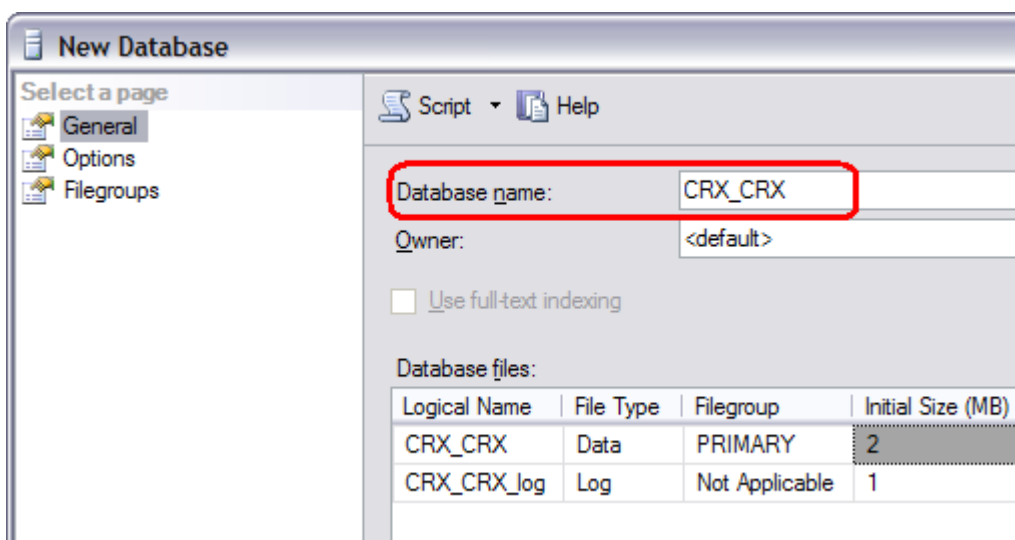 New Database
Select a page
General
Options
Filegroups
Script Help
Database name: CRX_CRX
Owner: <default>
Use full-text indexing
Database files:
Logical Name File Type Filegroup Initial Size (MB)
CRX_CRX Data PRIMARY 2
CRX_CRX_log Log Not Applicable 1